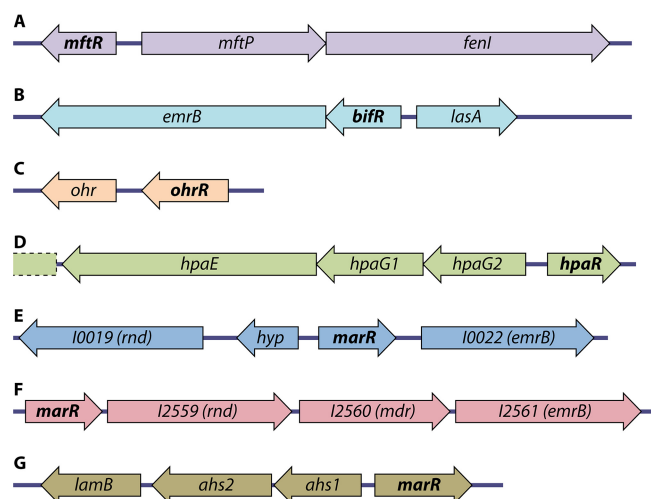 A
mftR mftP fenI
B
emrB bifR lasA
C
ohr ohrR
D
hpaE hpaG1 hpaG2 hpaR
E
I0019 (rnd) hyp marR I0022 (emrB)
F
marR I2559 (rnd) I2560 (mdr) I2561 (emrB)
G
lamB ahs2 ahs1 marR